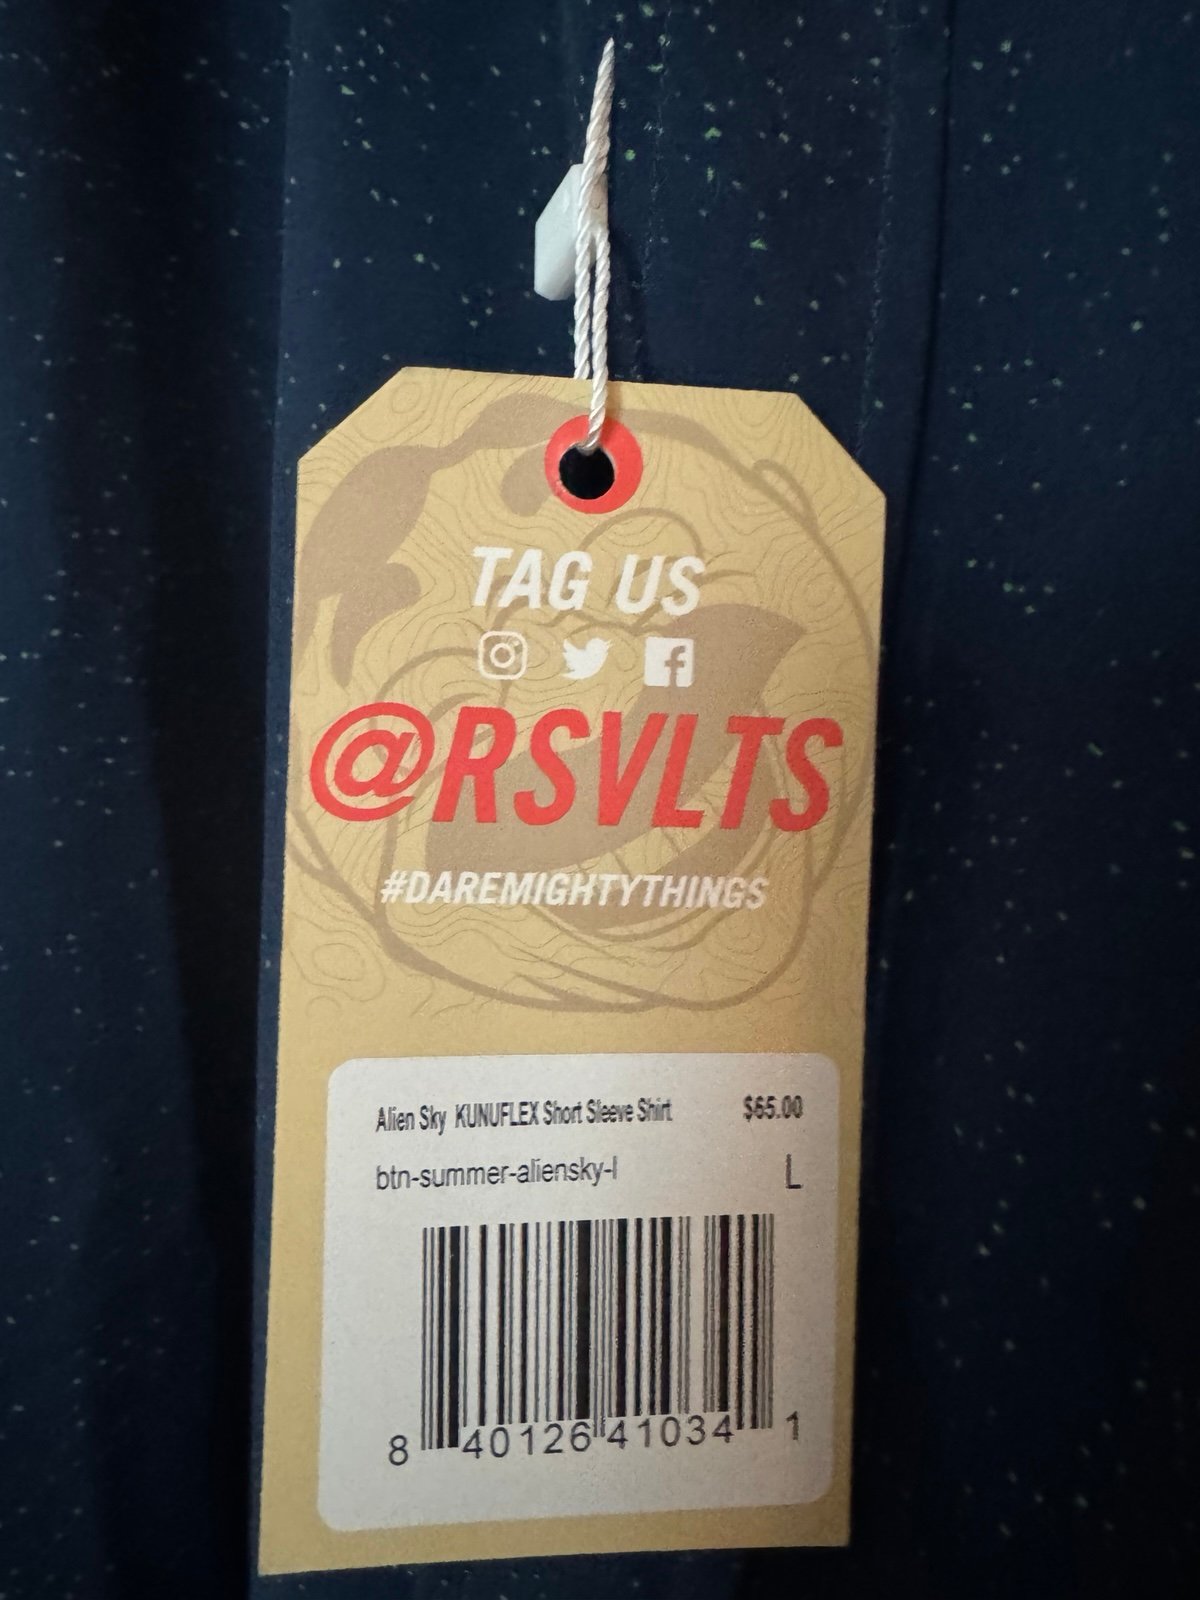 TAG US
@RSVLTS
#DAREMIGHTYTHINGS
Alien Sky KUNUFLEX Short Sleeve Shirt $65.00
btn-summer-aliensky-l L
8 40126 41034 1